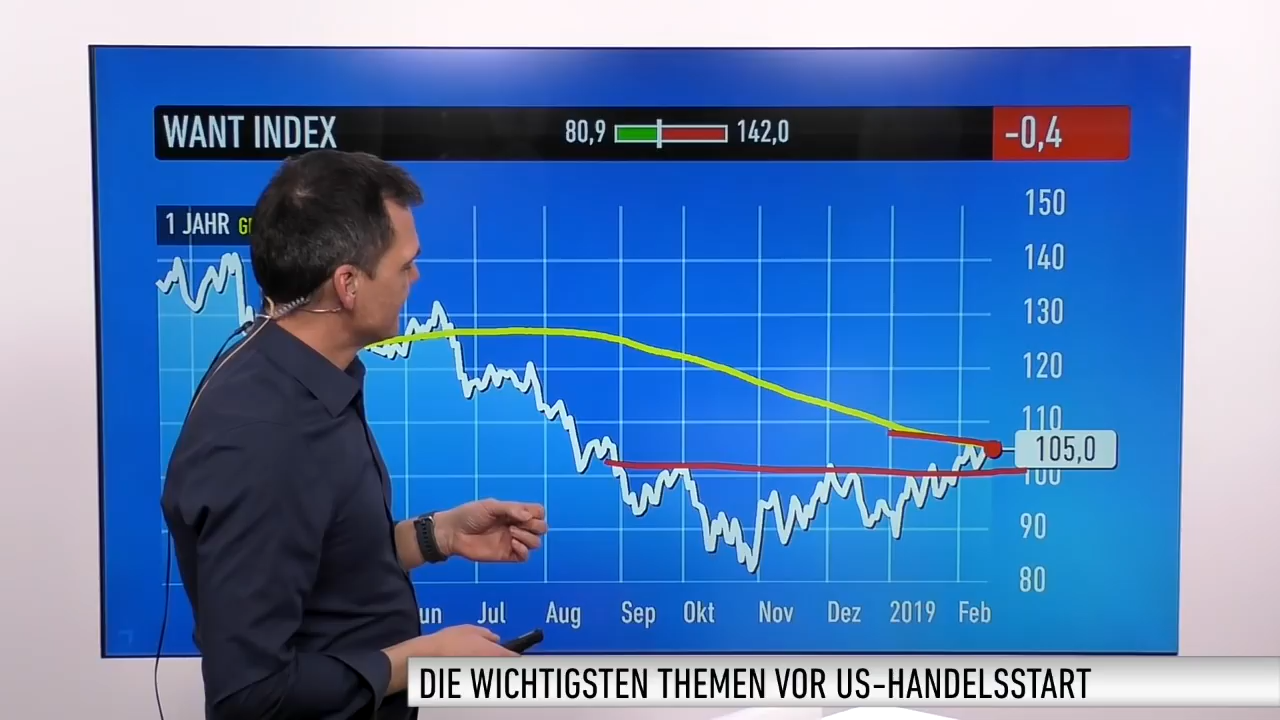 WANT INDEX
80,9 142,0
-0,4
1 JAHR
150
140
130
120
110
105,0
100
90
80
Jul Aug Sep Okt Nov Dez 2019 Feb
DIE WICHTIGSTEN THEMEN VOR US-HANDELSSTART